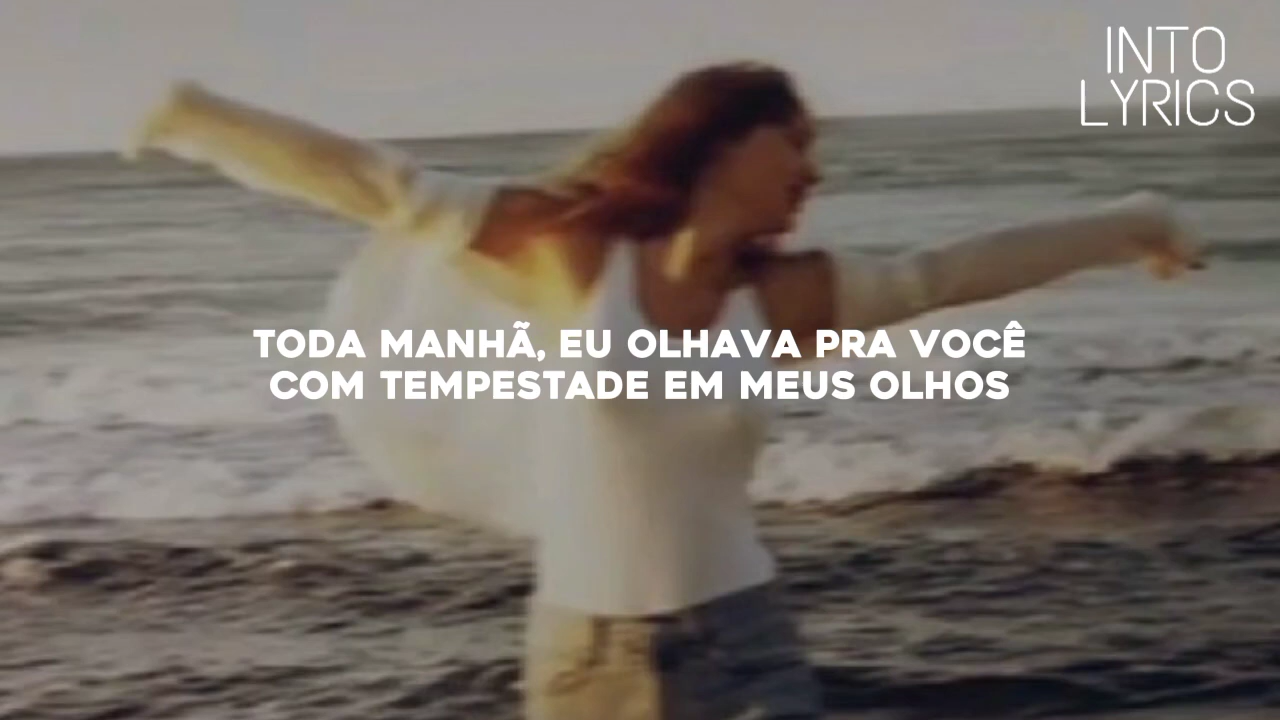 INTO
LYRICS
TODA MANHÃ, EU OLHAVA PRA VOCÊ
COM TEMPESTADE EM MEUS OLHOS